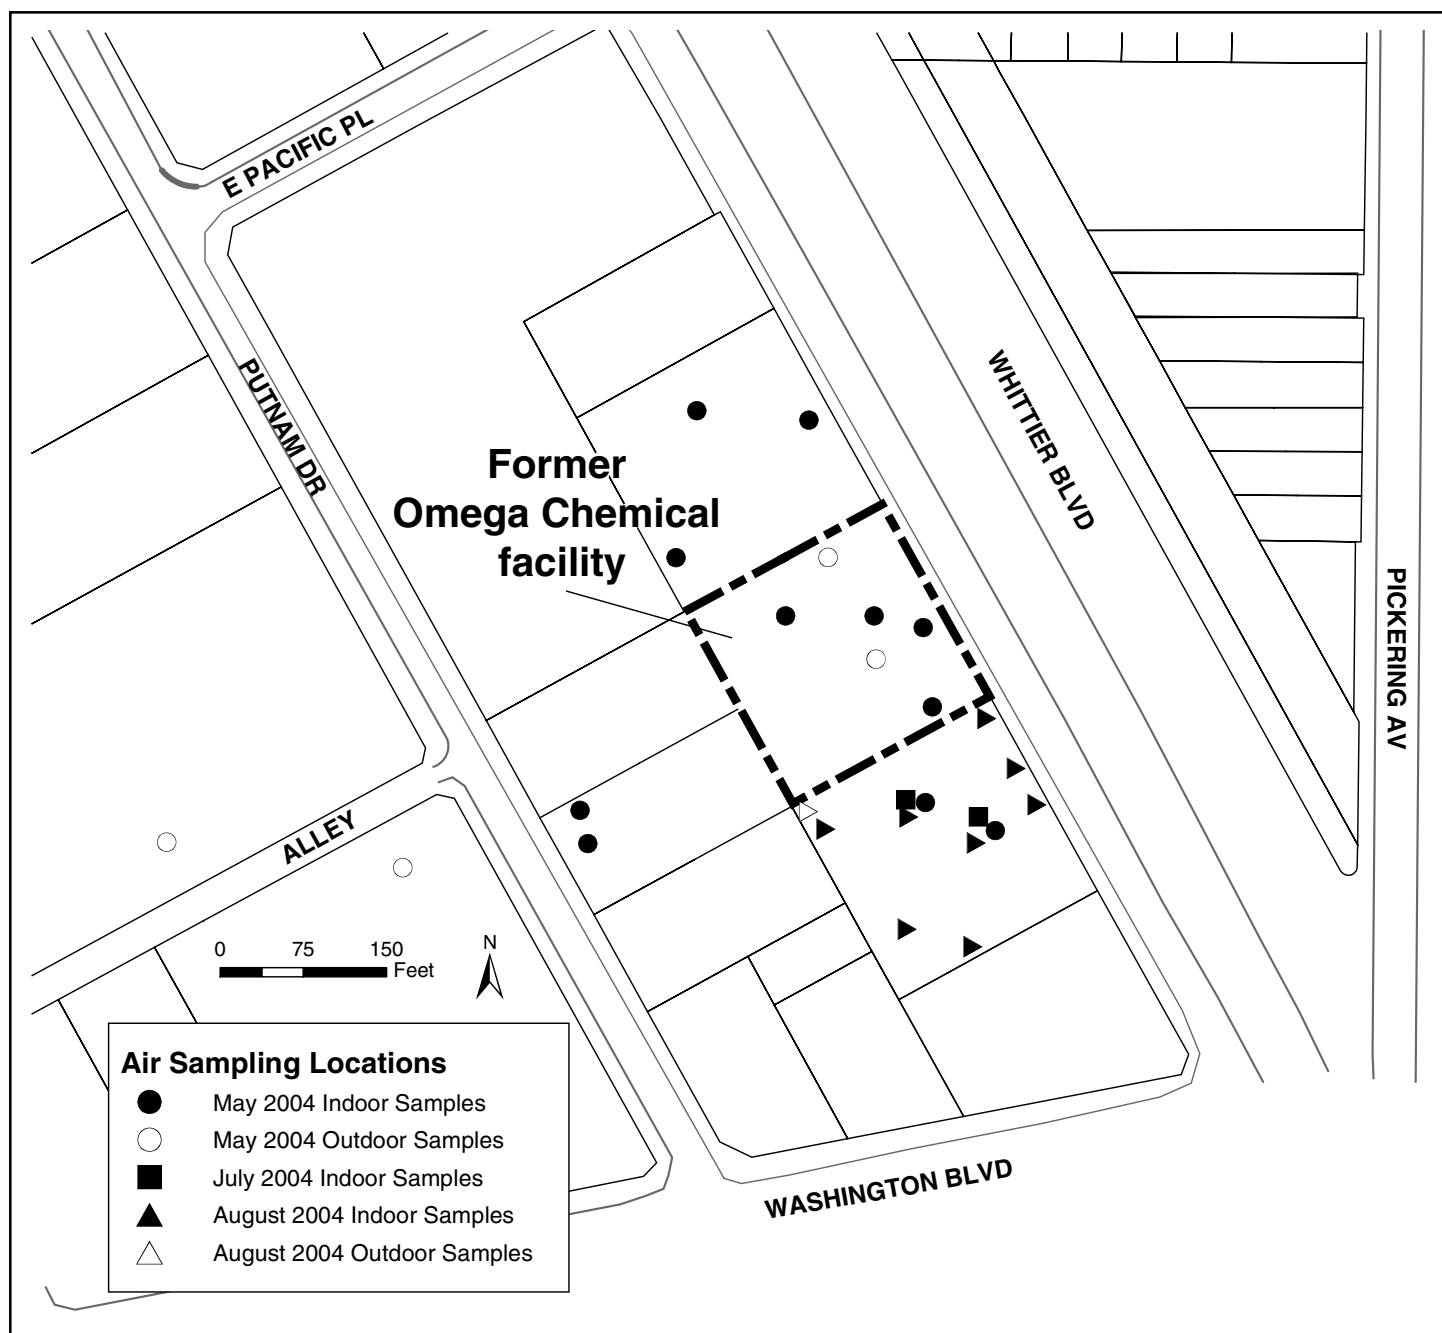 E PACIFIC PL
PUTNAM DR
WHITTIER BLVD
Former
Omega Chemical
facility
PICKERING AV
ALLEY
0 75 150
Feet
N
WASHINGTON BLVD
Air Sampling Locations
May 2004 Indoor Samples
May 2004 Outdoor Samples
July 2004 Indoor Samples
August 2004 Indoor Samples
August 2004 Outdoor Samples